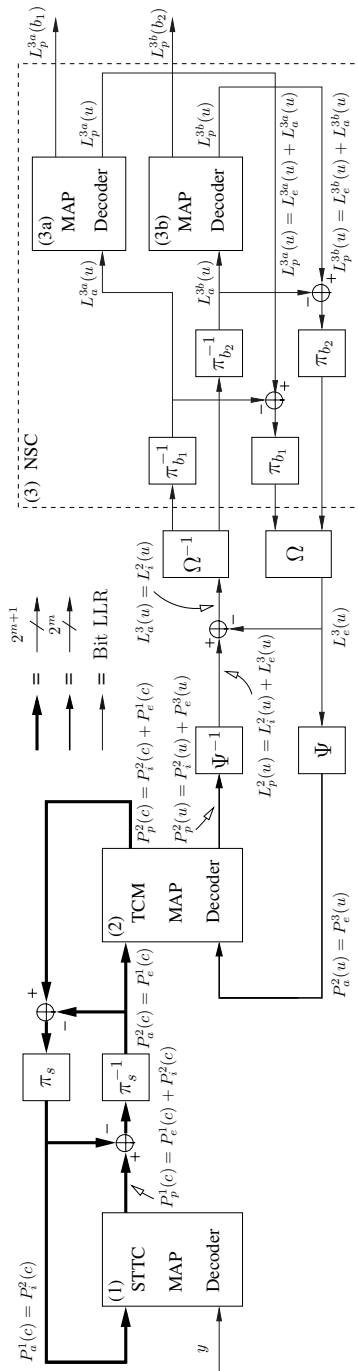 y
(1)
STTC
MAP
Decoder
P_a^1(c) = P_i^2(c)
P_p^1(c) = P_e^1(c) + P_i^2(c)
+
-
π_s^{-1}
π_s
+
-
P_a^2(c) = P_e^1(c)
(2)
TCM
MAP
Decoder
P_p^2(c) = P_i^2(c) + P_e^1(c)
P_p^2(u) = P_i^2(u) + P_e^3(u)
P_a^2(u) = P_e^3(u)
Ψ^{-1}
Ψ
L_p^2(u) = L_i^2(u) + L_e^3(u)
+
-
L_a^3(u) = L_i^2(u)
L_e^3(u)
= 2^{m+1}
= 2^m
= Bit LLR
Ω^{-1}
Ω
(3) NSC
π_{b_1}^{-1}
π_{b_1}
π_{b_2}^{-1}
π_{b_2}
-
+
-
+
L_a^{3a}(u)
L_a^{3b}(u)
(3a)
MAP
Decoder
(3b)
MAP
Decoder
L_p^{3a}(b_1)
L_p^{3a}(u)
L_p^{3b}(b_2)
L_p^{3b}(u)
L_p^{3a}(u) = L_e^{3a}(u) + L_a^{3a}(u)
L_p^{3b}(u) = L_e^{3b}(u) + L_a^{3b}(u)